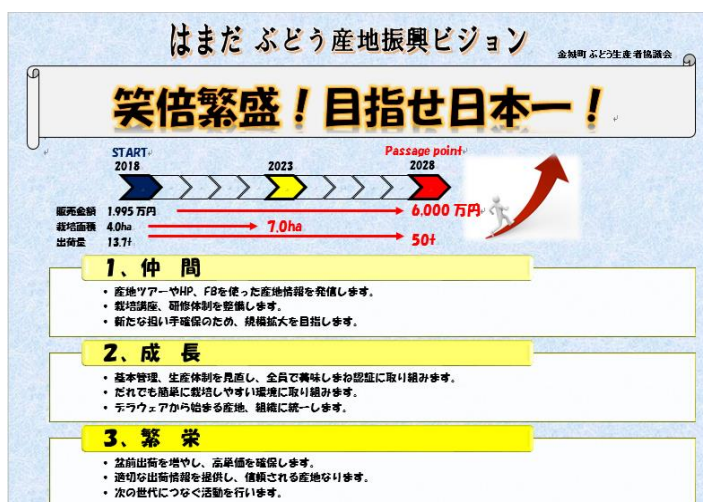 はまだ ぶどう産地振興ビジョン
金城町ぶどう生産者協議会
笑倍繁盛！目指せ日本一！
START
Passage point
2018
2023
2028
販売金額 1.995万円 6.000万円
栽培面積 4.0ha 7.0ha
出荷量 13.7t 50t
1、仲 間
・ 産地ツアーやHP、FBを使った産地情報を発信します。
・ 栽培講座、研修体制を整備します。
・ 新たな担い手確保のため、規模拡大を目指します。
2、成 長
・ 基本管理、生産体制を見直し、全員で美味しまね認証に取り組みます。
・ だれでも簡単に栽培しやすい環境に取り組みます。
・ デラウェアから始まる産地、組織に統一します。
3、繁 栄
・ 盆前出荷を増やし、高単価を確保します。
・ 適切な出荷情報を提供し、信頼される産地なります。
・ 次の世代につなぐ活動を行います。